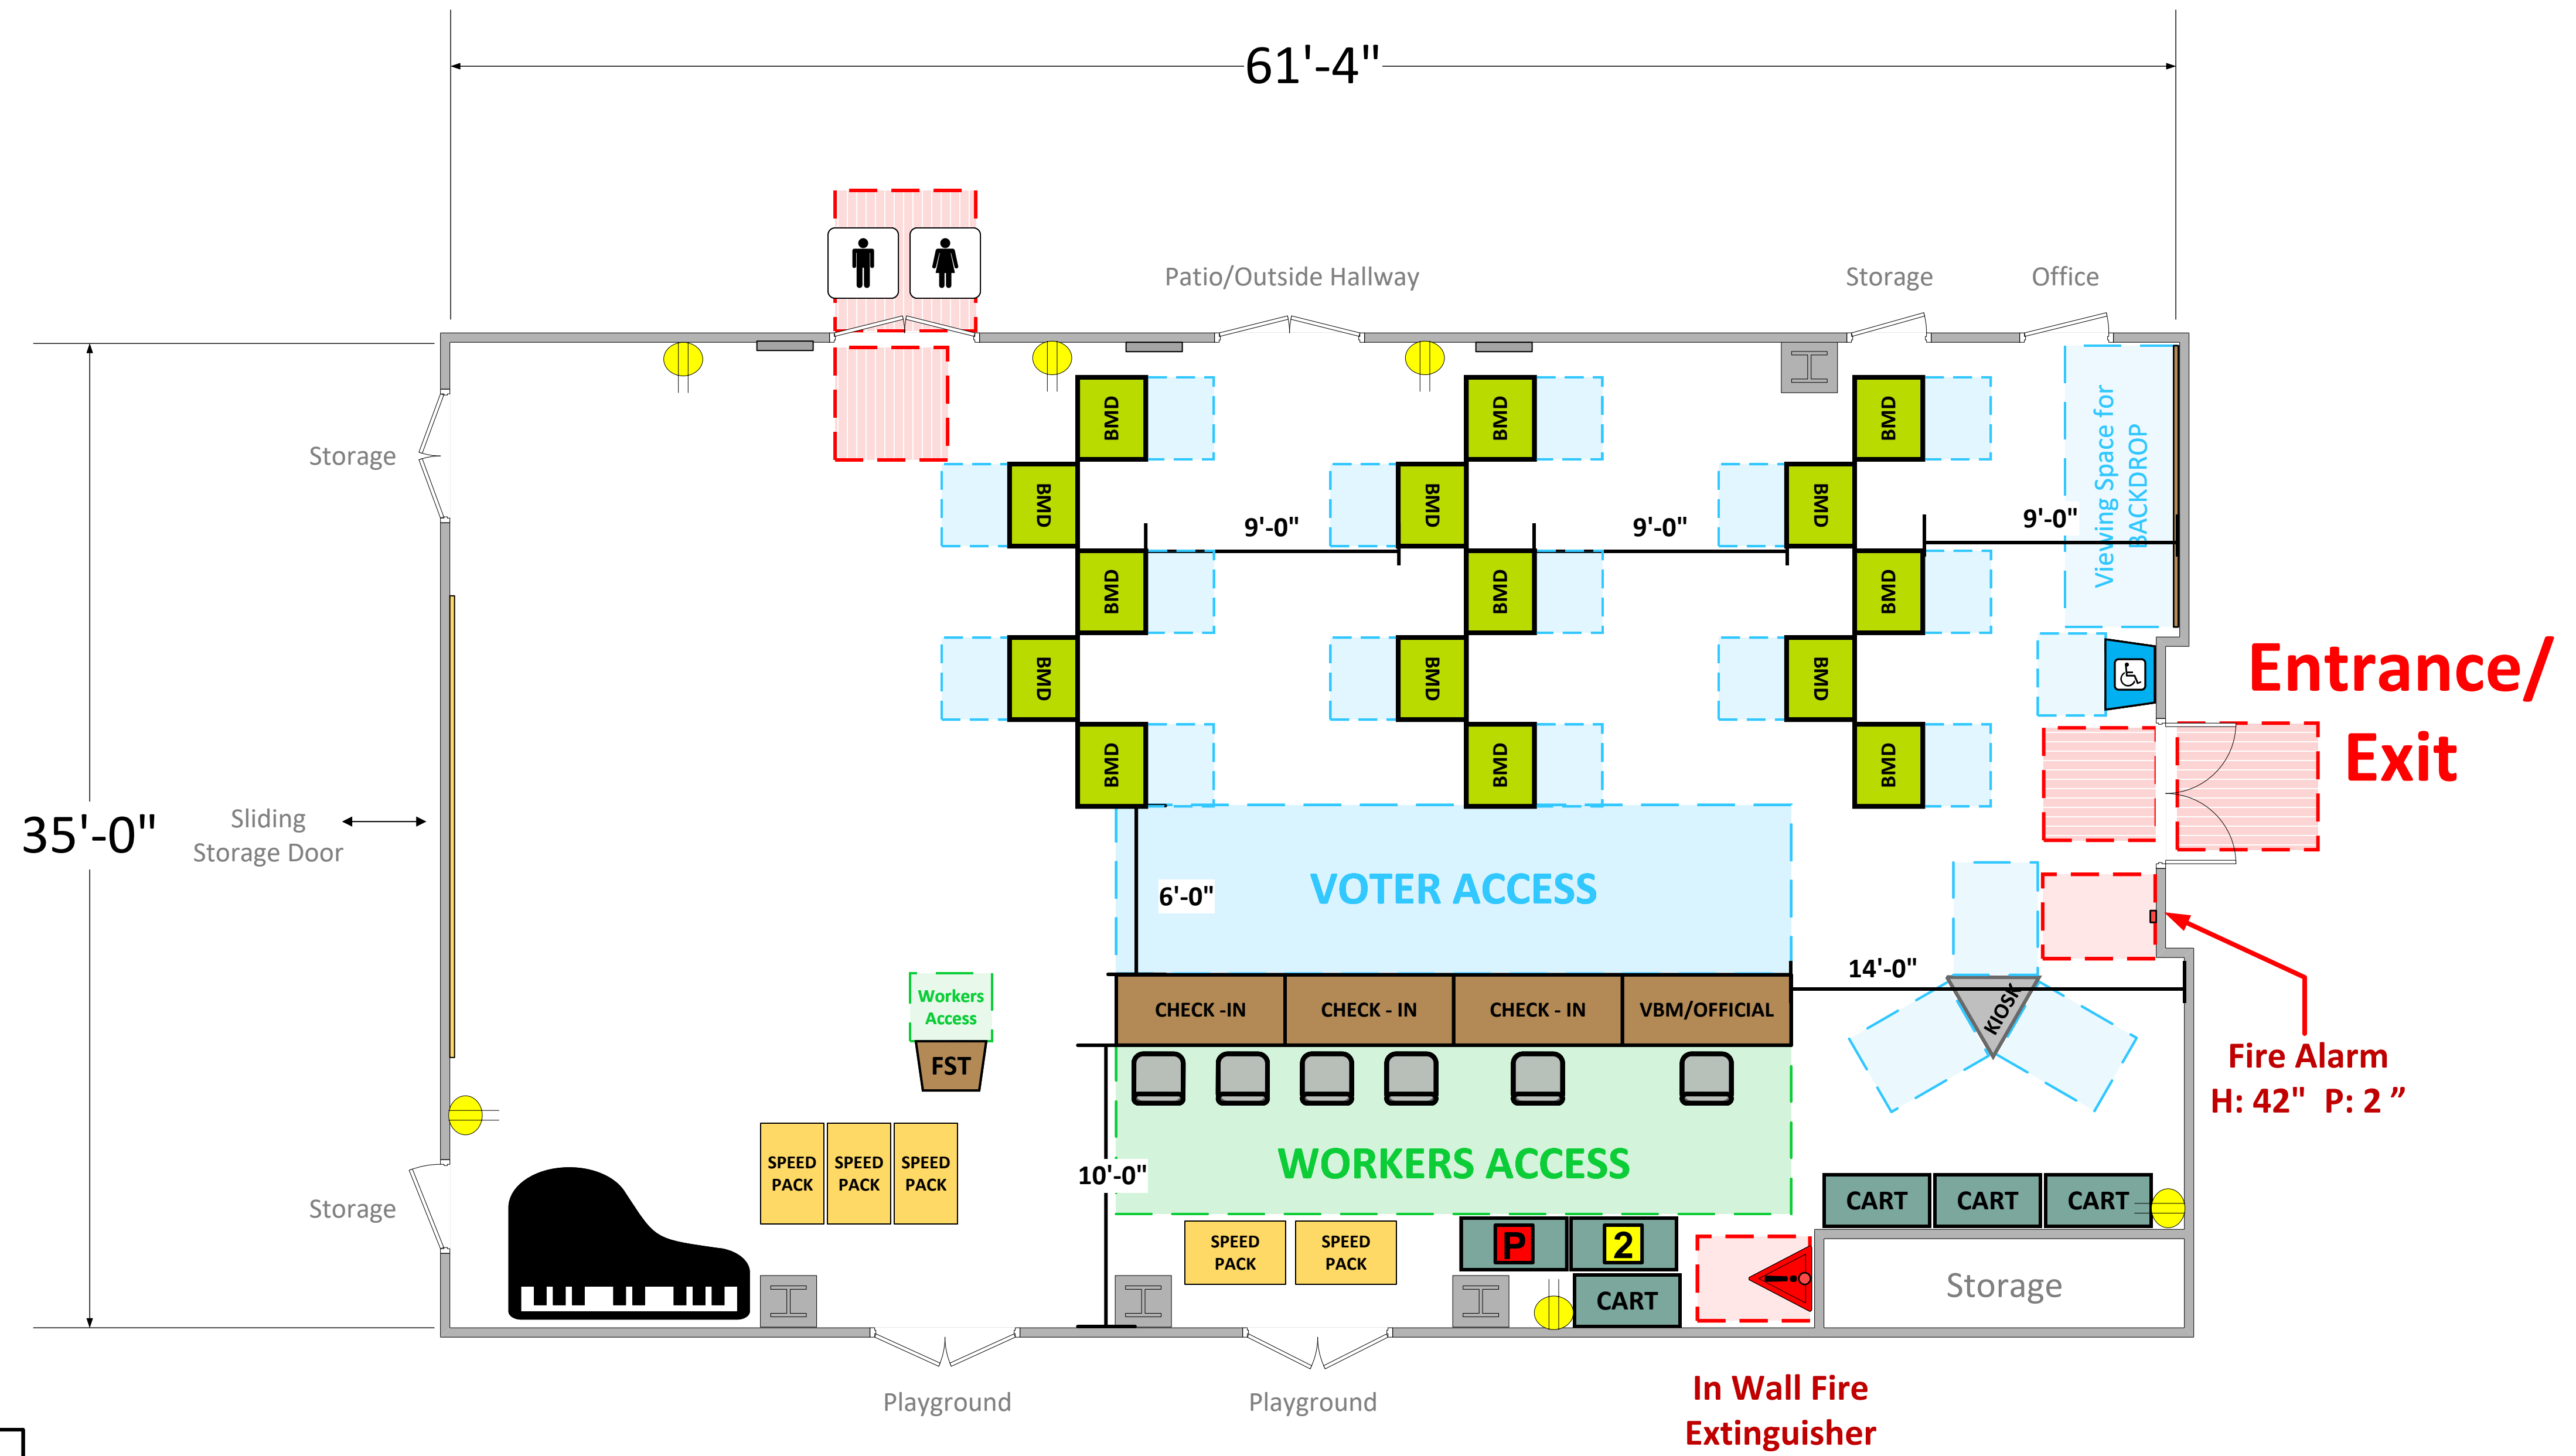 61'-4"
Patio/Outside Hallway
Storage
Office
BMD
BMD
BMD
Viewing Space for
BACKDROP
Storage
BMD
BMD
BMD
9'-0"
9'-0"
9'-0"
BMD
BMD
BMD
Entrance/
Exit
BMD
BMD
BMD
BMD
BMD
BMD
35'-0"
Sliding
Storage Door
6'-0"
VOTER ACCESS
14'-0"
Workers
Access
FST
CHECK -IN
CHECK - IN
CHECK - IN
VBM/OFFICIAL
KIOSK
Fire Alarm
H: 42" P: 2 ”
10'-0"
WORKERS ACCESS
SPEED
PACK
SPEED
PACK
SPEED
PACK
Storage
CART
CART
CART
SPEED
PACK
SPEED
PACK
P
2
CART
Storage
Playground
Playground
In Wall Fire
Extinguisher